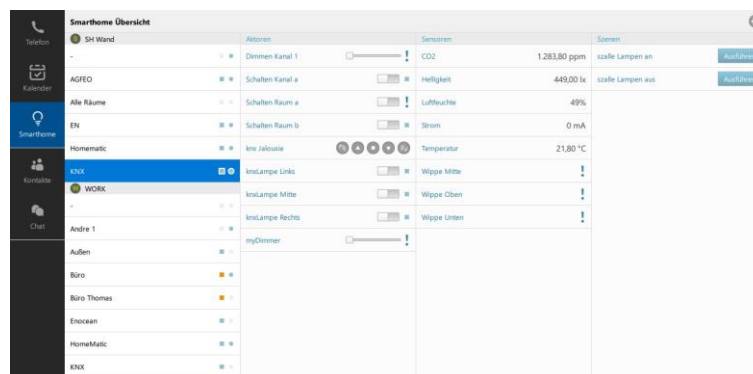 Smarthome Übersicht
Telefon
Kalender
Smarthome
Kontakte
Chat
SH Wand
-
AGFEO
Alle Räume
EN
Homematic
KNX
WORK
-
Andre 1
Außen
Büro
Büro Thomas
Enocean
HomeMatic
KNX
Aktoren
Dimmen Kanal 1
Schalten Kanal a
Schalten Raum a
Schalten Raum b
knx Jalousie
knxLampe Links
knxLampe Mitte
knxLampe Rechts
myDimmer
Sensoren
CO2 1.283,80 ppm
Helligkeit 449,00 lx
Luftfeuchte 49%
Strom 0 mA
Temperatur 21,80 °C
Wippe Mitte
Wippe Oben
Wippe Unten
Szenen
szalle Lampen an Ausführe
szalle Lampen aus Ausführe